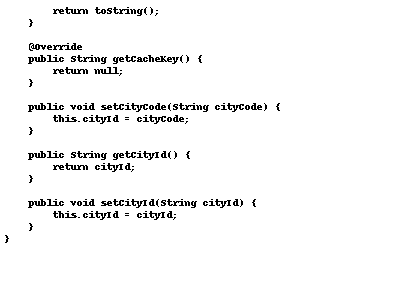 return toString();
    }

    @Override
    public String getCacheKey() {
        return null;
    }

    public void setCityCode(String cityCode) {
        this.cityId = cityCode;
    }

    public String getCityId() {
        return cityId;
    }

    public void setCityId(String cityId) {
        this.cityId = cityId;
    }
}